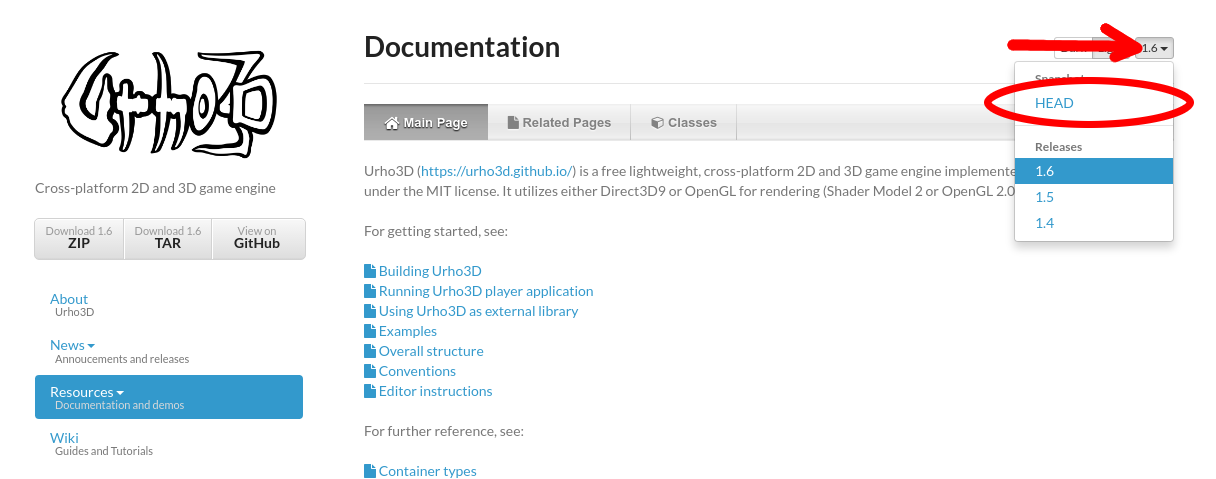 Urho3D
Cross-platform 2D and 3D game engine
Download 1.6
ZIP
Download 1.6
TAR
View on
GitHub
About
Urho3D
News
Annoucements and releases
Resources
Documentation and demos
Wiki
Guides and Tutorials
Documentation
1.6
HEAD
Releases
1.6
1.5
1.4
Main Page
Related Pages
Classes
Urho3D (https://urho3d.github.io/) is a free lightweight, cross-platform 2D and 3D game engine
under the MIT license. It utilizes either Direct3D9 or OpenGL for rendering (Shader Model 2 or OpenGL 2.0
For getting started, see:
Building Urho3D
Running Urho3D player application
Using Urho3D as external library
Examples
Overall structure
Conventions
Editor instructions
For further reference, see:
Container types